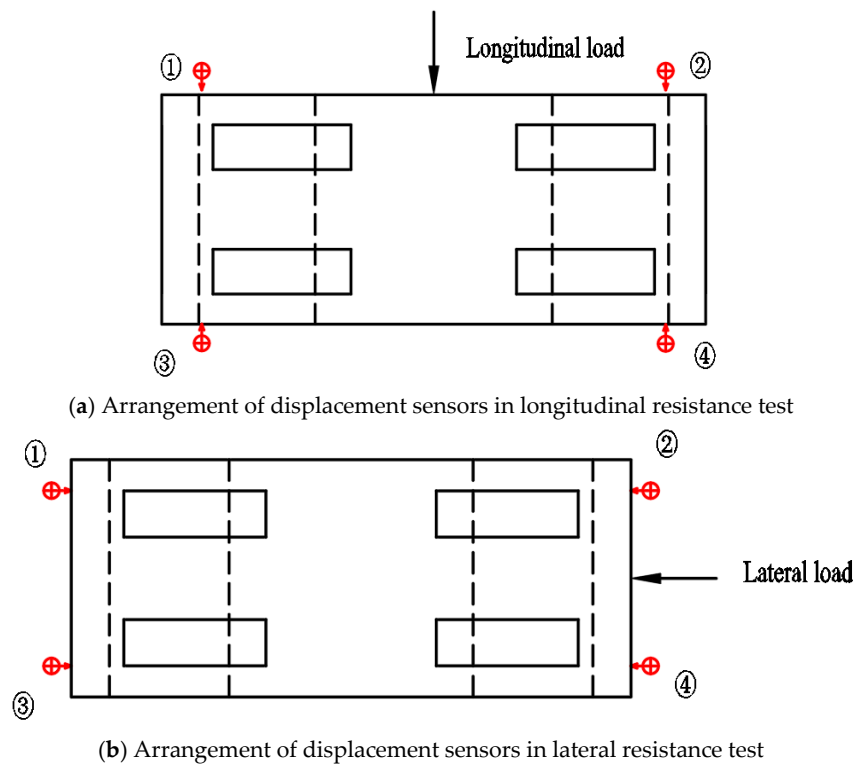 Longitudinal load
① ②
③ ④
(a) Arrangement of displacement sensors in longitudinal resistance test
① ②
Lateral load
③ ④
(b) Arrangement of displacement sensors in lateral resistance test